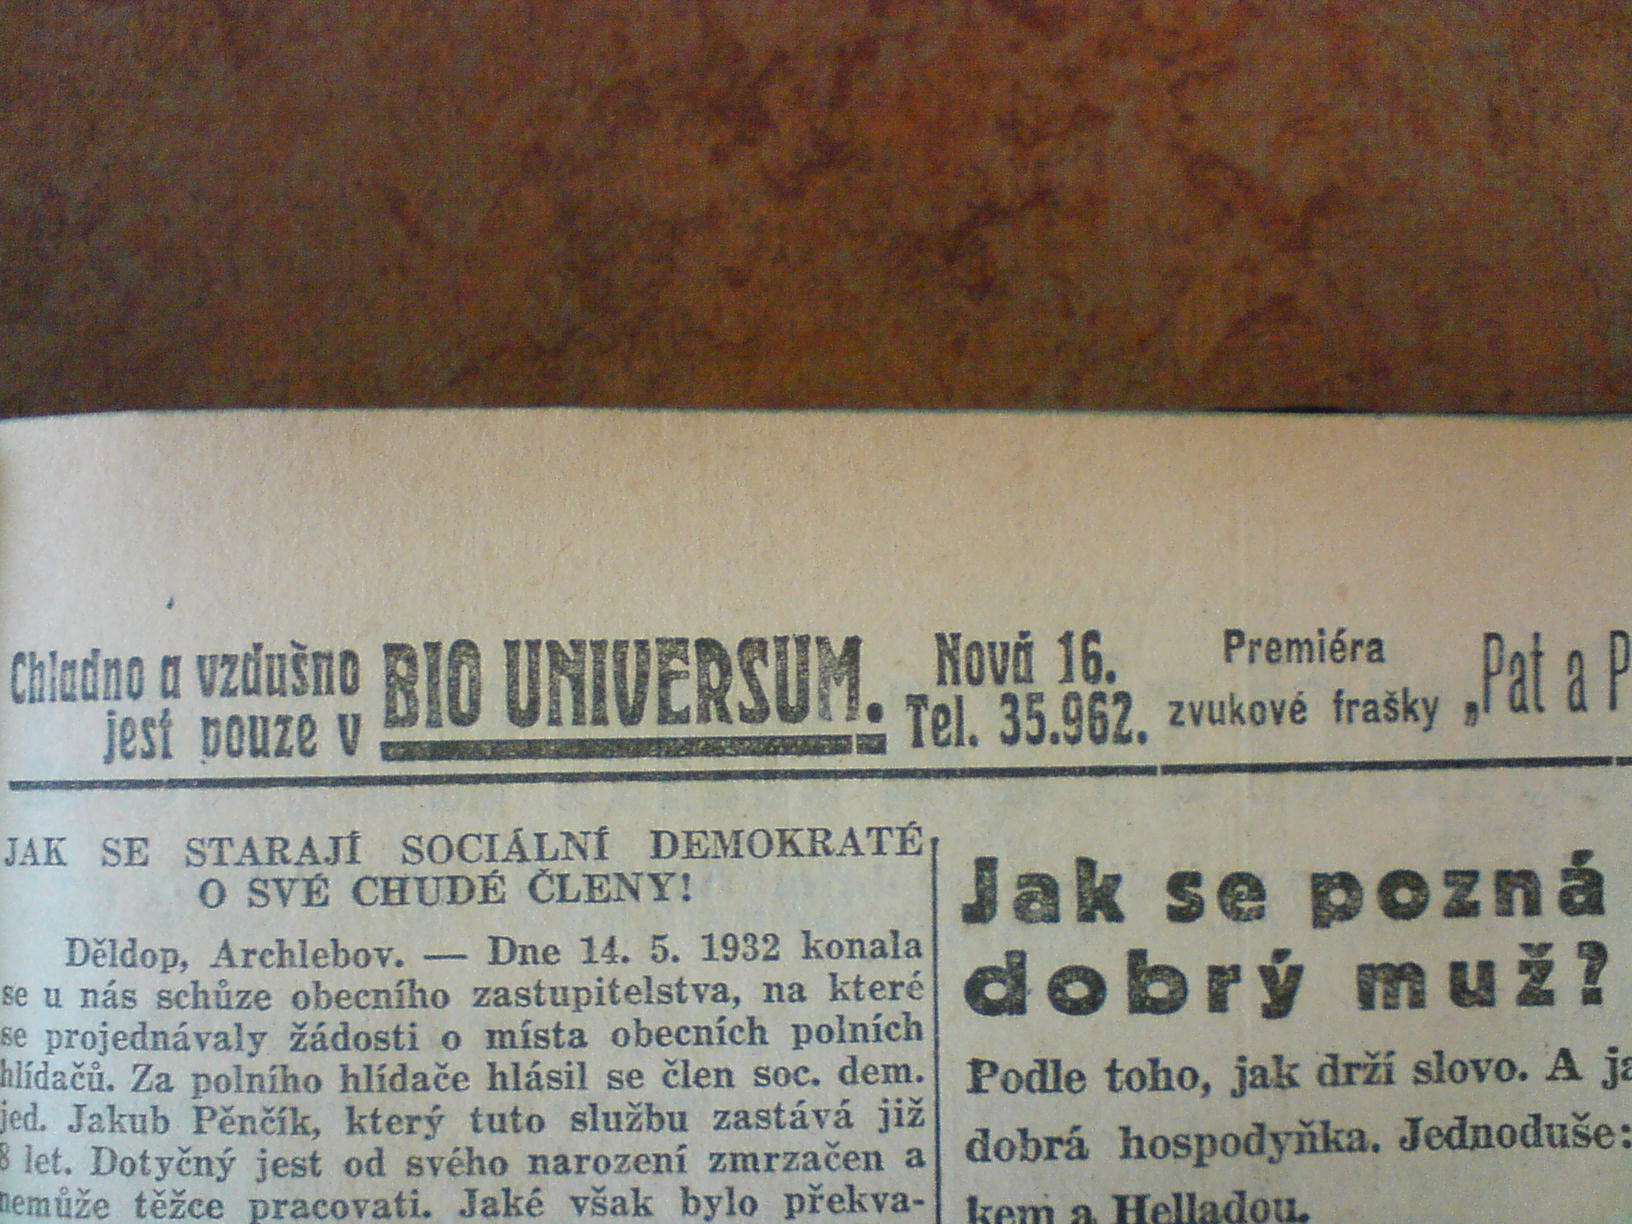 Chladno a vzdušno
jest pouze v
BIO UNIVERSUM.
Nová 16.
Tel. 35.962.
Premiéra
zvukové frašky
„Pat a P
JAK SE STARAJÍ SOCIÁLNÍ DEMOKRATÉ
O SVÉ CHUDÉ ČLENY!
Děldop, Archlebov. — Dne 14. 5. 1932 konala
se u nás schůze obecního zastupitelstva, na které
se projednávaly žádosti o místa obecních polních
hlídačů. Za polního hlídače hlásil se člen soc. dem.
jed. Jakub Pěnčík, který tuto službu zastává již
8 let. Dotyčný jest od svého narození zmrzačen a
nemůže těžce pracovati. Jaké však bylo překva-
Jak se pozná
dobrý muž?
Podle toho, jak drží slovo. A ja
dobrá hospodyňka. Jednoduše:
kem a Helladou.